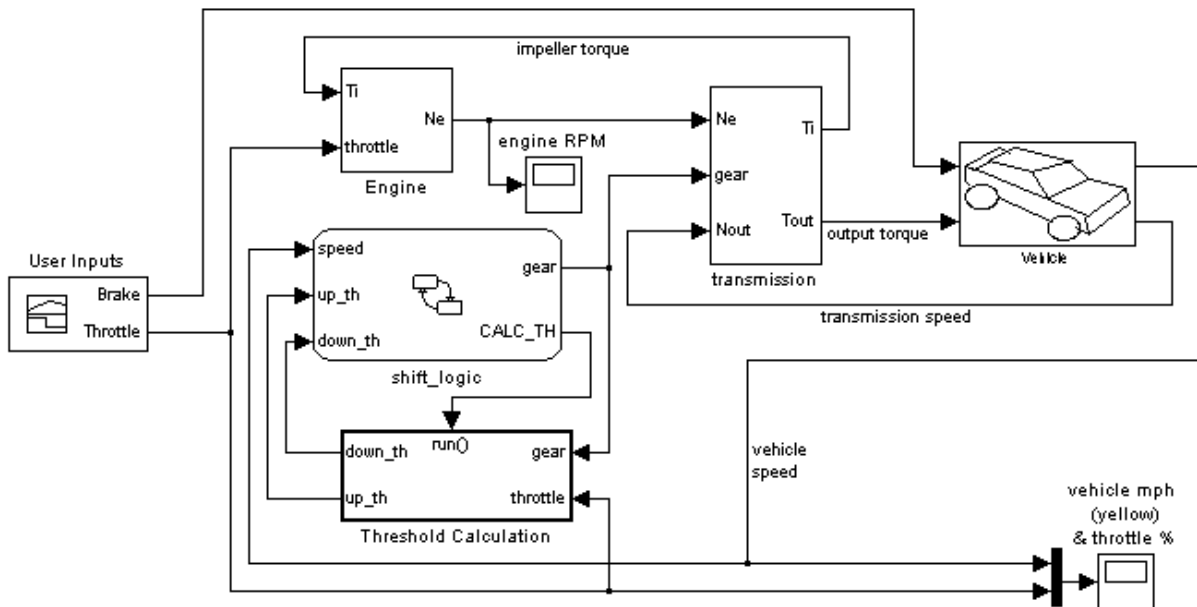 impeller torque
Ti
Ne
throttle
Engine
engine RPM
Ne
Ti
gear
Tout
Nout
output torque
transmission
Vehicle
transmission speed
User Inputs
Brake
Throttle
speed
gear
up_th
CALC_TH
down_th
shift_logic
run()
down_th
gear
up_th
throttle
Threshold Calculation
vehicle
speed
vehicle mph
(yellow)
& throttle %